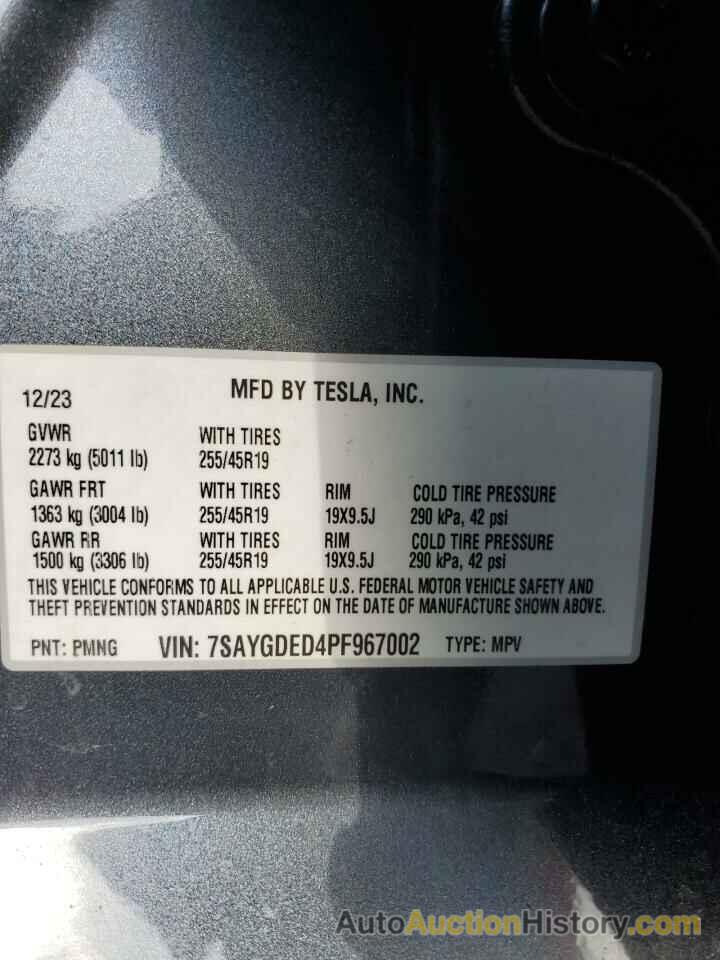 12/23 MFD BY TESLA, INC.
GVWR WITH TIRES
2273 kg (5011 lb) 255/45R19
GAWR FRT WITH TIRES RIM COLD TIRE PRESSURE
1363 kg (3004 lb) 255/45R19 19X9.5J 290 kPa, 42 psi
GAWR RR WITH TIRES RIM COLD TIRE PRESSURE
1500 kg (3306 lb) 255/45R19 19X9.5J 290 kPa, 42 psi
THIS VEHICLE CONFORMS TO ALL APPLICABLE U.S. FEDERAL MOTOR VEHICLE SAFETY AND
THEFT PREVENTION STANDARDS IN EFFECT ON THE DATE OF MANUFACTURE SHOWN ABOVE.
PNT: PMNG VIN: 7SAYGDED4PF967002 TYPE: MPV
AutoAuctionHistory.com